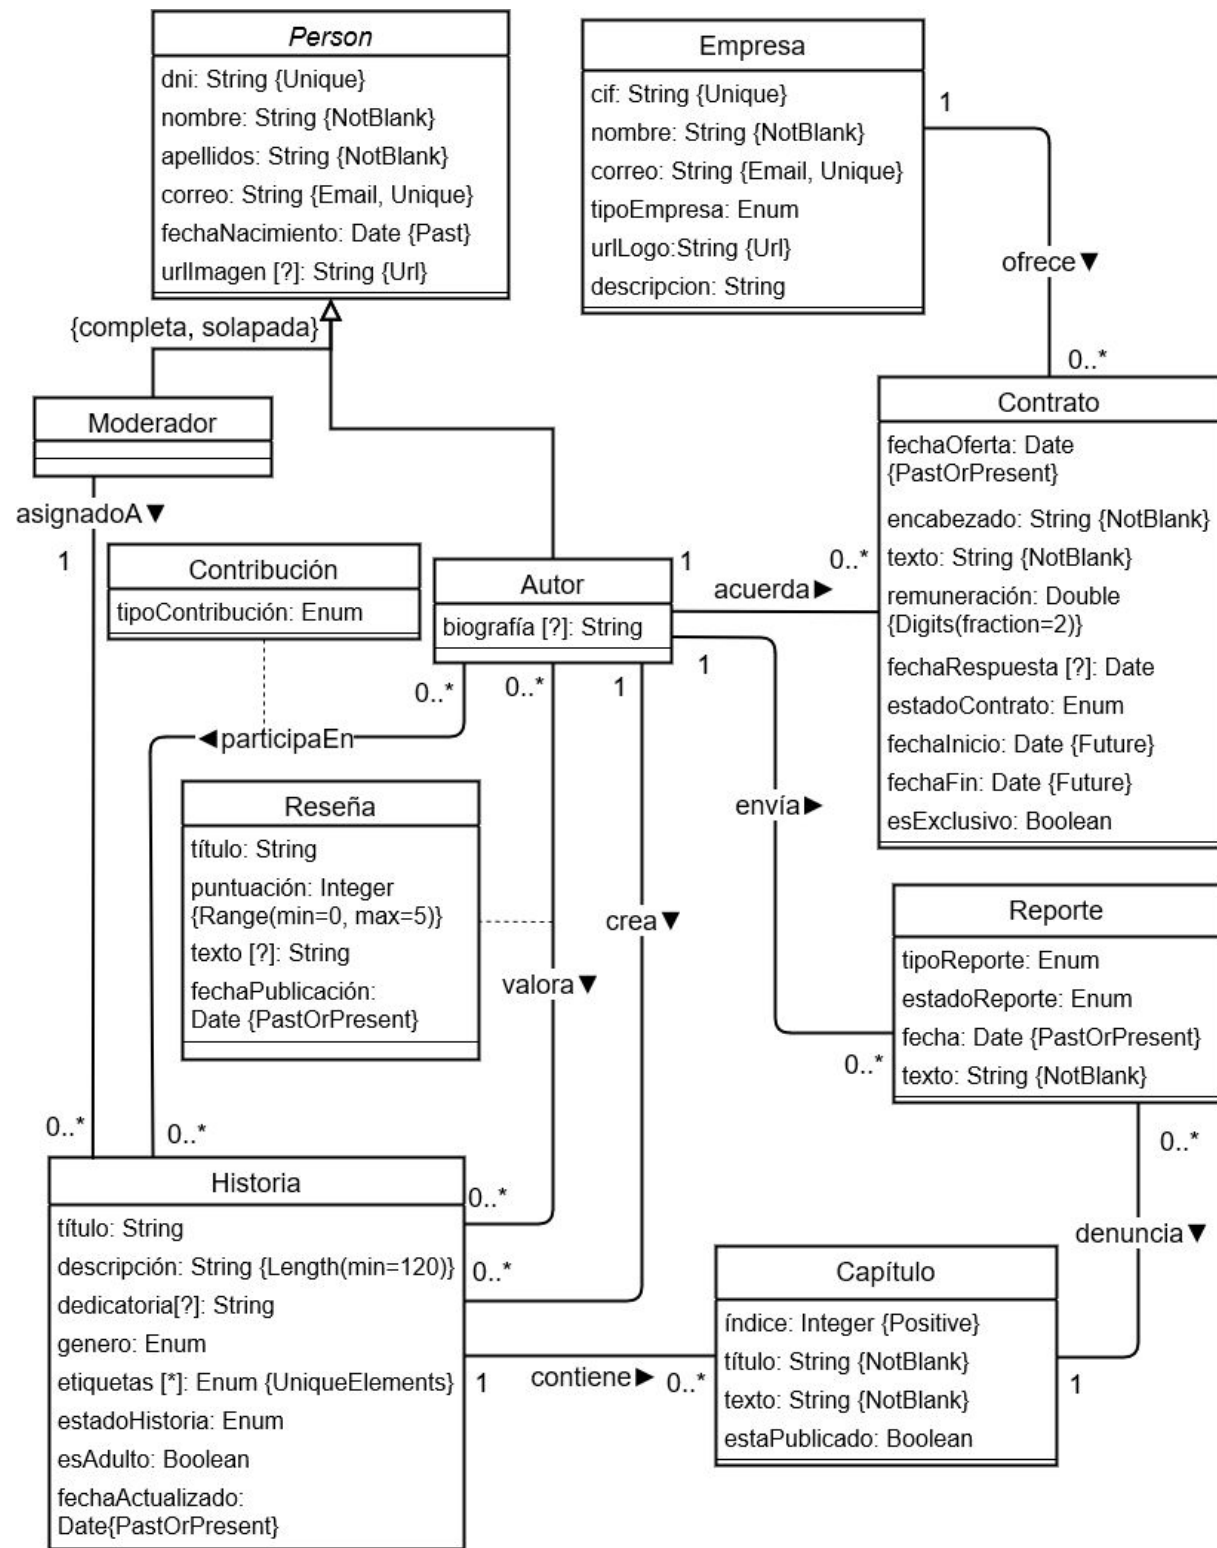 Person
dni: String {Unique}
nombre: String {NotBlank}
apellidos: String {NotBlank}
correo: String {Email, Unique}
fechaNacimiento: Date {Past}
urlImagen [?]: String {Url}
Empresa
cif: String {Unique}
nombre: String {NotBlank}
correo: String {Email, Unique}
tipoEmpresa: Enum
urlLogo:String {Url}
descripcion: String
1
ofrece▼
0..*
{completa, solapada}
Moderador
asignadoA▼
1
Contribución
tipoContribución: Enum
Autor
biografía [?]: String
1
acuerda▶
0..*
Contrato
fechaOferta: Date
{PastOrPresent}
encabezado: String {NotBlank}
texto: String {NotBlank}
remuneración: Double
{Digits(fraction=2)}
fechaRespuesta [?]: Date
estadoContrato: Enum
fechaInicio: Date {Future}
fechaFin: Date {Future}
esExclusivo: Boolean
0..*
0..*
1
1
◀participaEn
Reseña
título: String
puntuación: Integer
{Range(min=0, max=5)}
texto [?]: String
fechaPublicación:
Date {PastOrPresent}
envía▶
crea▼
valora▼
Reporte
tipoReporte: Enum
estadoReporte: Enum
fecha: Date {PastOrPresent}
texto: String {NotBlank}
0..*
0..*
0..*
0..*
denuncia▼
Historia
título: String
descripción: String {Length(min=120)}
dedicatoria[?]: String
genero: Enum
etiquetas [*]: Enum {UniqueElements}
estadoHistoria: Enum
esAdulto: Boolean
fechaActualizado:
Date{PastOrPresent}
0..*
0..*
1
contiene▶
0..*
Capítulo
índice: Integer {Positive}
título: String {NotBlank}
texto: String {NotBlank}
estaPublicado: Boolean
1